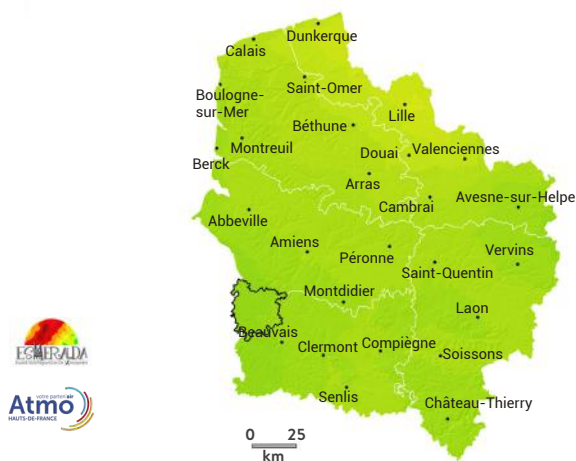 Dunkerque
Calais
Saint-Omer
Boulogne-
sur-Mer
Lille
Béthune
Montreuil
Douai
Valenciennes
Berck
Arras
Cambrai
Avesne-sur-Helpe
Abbeville
Amiens
Péronne
Vervins
Saint-Quentin
Montdidier
Laon
Beauvais
Clermont
Compiègne
Soissons
Senlis
Château-Thierry
ESMERALDA
votre parten'air
Atmo
HAUTS-DE-FRANCE
0 25
km